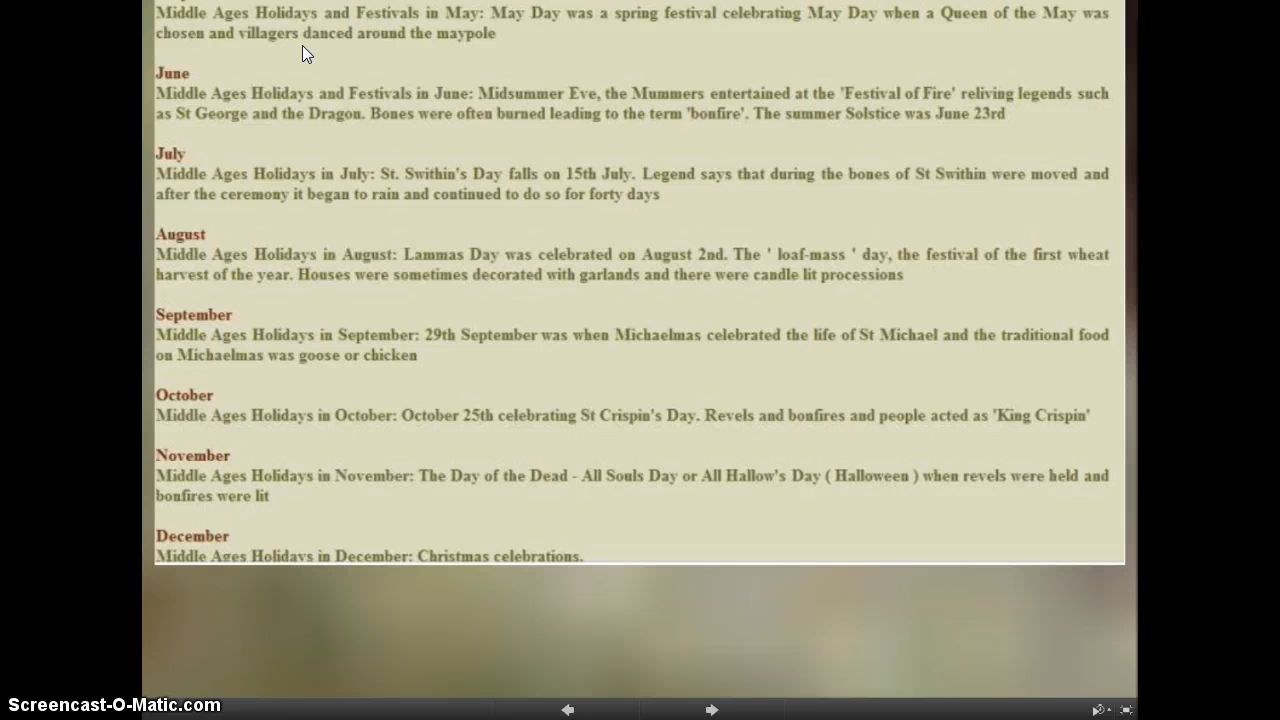 Middle Ages Holidays and Festivals in May: May Day was a spring festival celebrating May Day when a Queen of the May was
chosen and villagers danced around the maypole
June
Middle Ages Holidays and Festivals in June: Midsummer Eve, the Mummers entertained at the 'Festival of Fire' reliving legends such
as St George and the Dragon. Bones were often burned leading to the term 'bonfire'. The summer Solstice was June 23rd
July
Middle Ages Holidays in July: St. Swithin's Day falls on 15th July. Legend says that during the bones of St Swithin were moved and
after the ceremony it began to rain and continued to do so for forty days
August
Middle Ages Holidays in August: Lammas Day was celebrated on August 2nd. The ' loaf-mass ' day, the festival of the first wheat
harvest of the year. Houses were sometimes decorated with garlands and there were candle lit processions
September
Middle Ages Holidays in September: 29th September was when Michaelmas celebrated the life of St Michael and the traditional food
on Michaelmas was goose or chicken
October
Middle Ages Holidays in October: October 25th celebrating St Crispin's Day. Revels and bonfires and people acted as 'King Crispin'
November
Middle Ages Holidays in November: The Day of the Dead - All Souls Day or All Hallow's Day ( Halloween ) when revels were held and
bonfires were lit
December
Middle Ages Holidays in December: Christmas celebrations.
Screencast-O-Matic.com